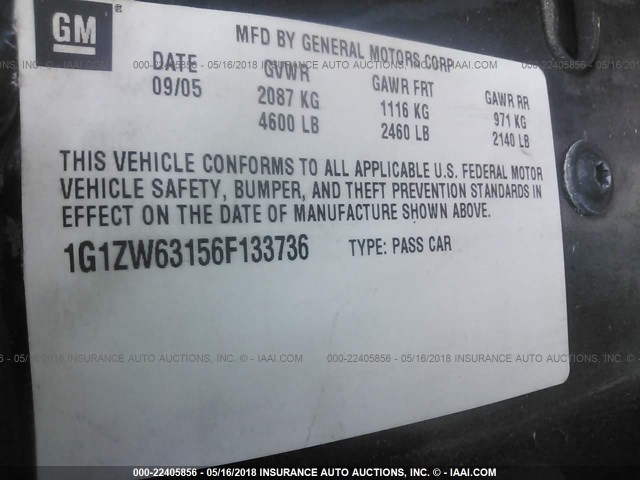 GM
MFD BY GENERAL MOTORS CORP
DATE GVWR GAWR FRT GAWR RR
09/05 2087 KG 1116 KG 971 KG
4600 LB 2460 LB 2140 LB
THIS VEHICLE CONFORMS TO ALL APPLICABLE U.S. FEDERAL MOTOR
VEHICLE SAFETY, BUMPER, AND THEFT PREVENTION STANDARDS IN
EFFECT ON THE DATE OF MANUFACTURE SHOWN ABOVE.
1G1ZW63156F133736 TYPE: PASS CAR
000-22405856 - 05/16/2018 INSURANCE AUTO AUCTIONS, INC. © - IAAI.COM